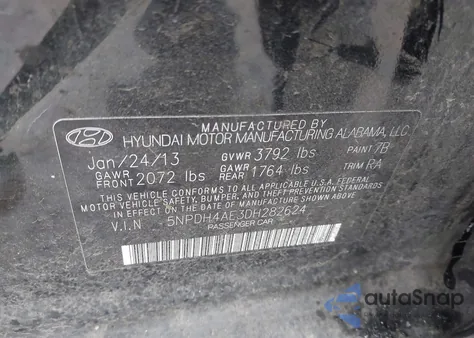 MANUFACTURED BY
HYUNDAI MOTOR MANUFACTURING ALABAMA, LLC
Jan/24/13 GVWR 3792 lbs PAINT 7B
GAWR FRONT 2072 lbs GAWR REAR 1764 lbs TRIM RA
THIS VEHICLE CONFORMS TO ALL APPLICABLE U.S.A. FEDERAL
MOTOR VEHICLE SAFETY, BUMPER, AND THEFT PREVENTION
STANDARDS IN EFFECT ON THE DATE OF MANUFACTURE SHOWN ABOVE.
V.I.N 5NPDH4AE3DH282624
PASSENGER CAR
autoSnap